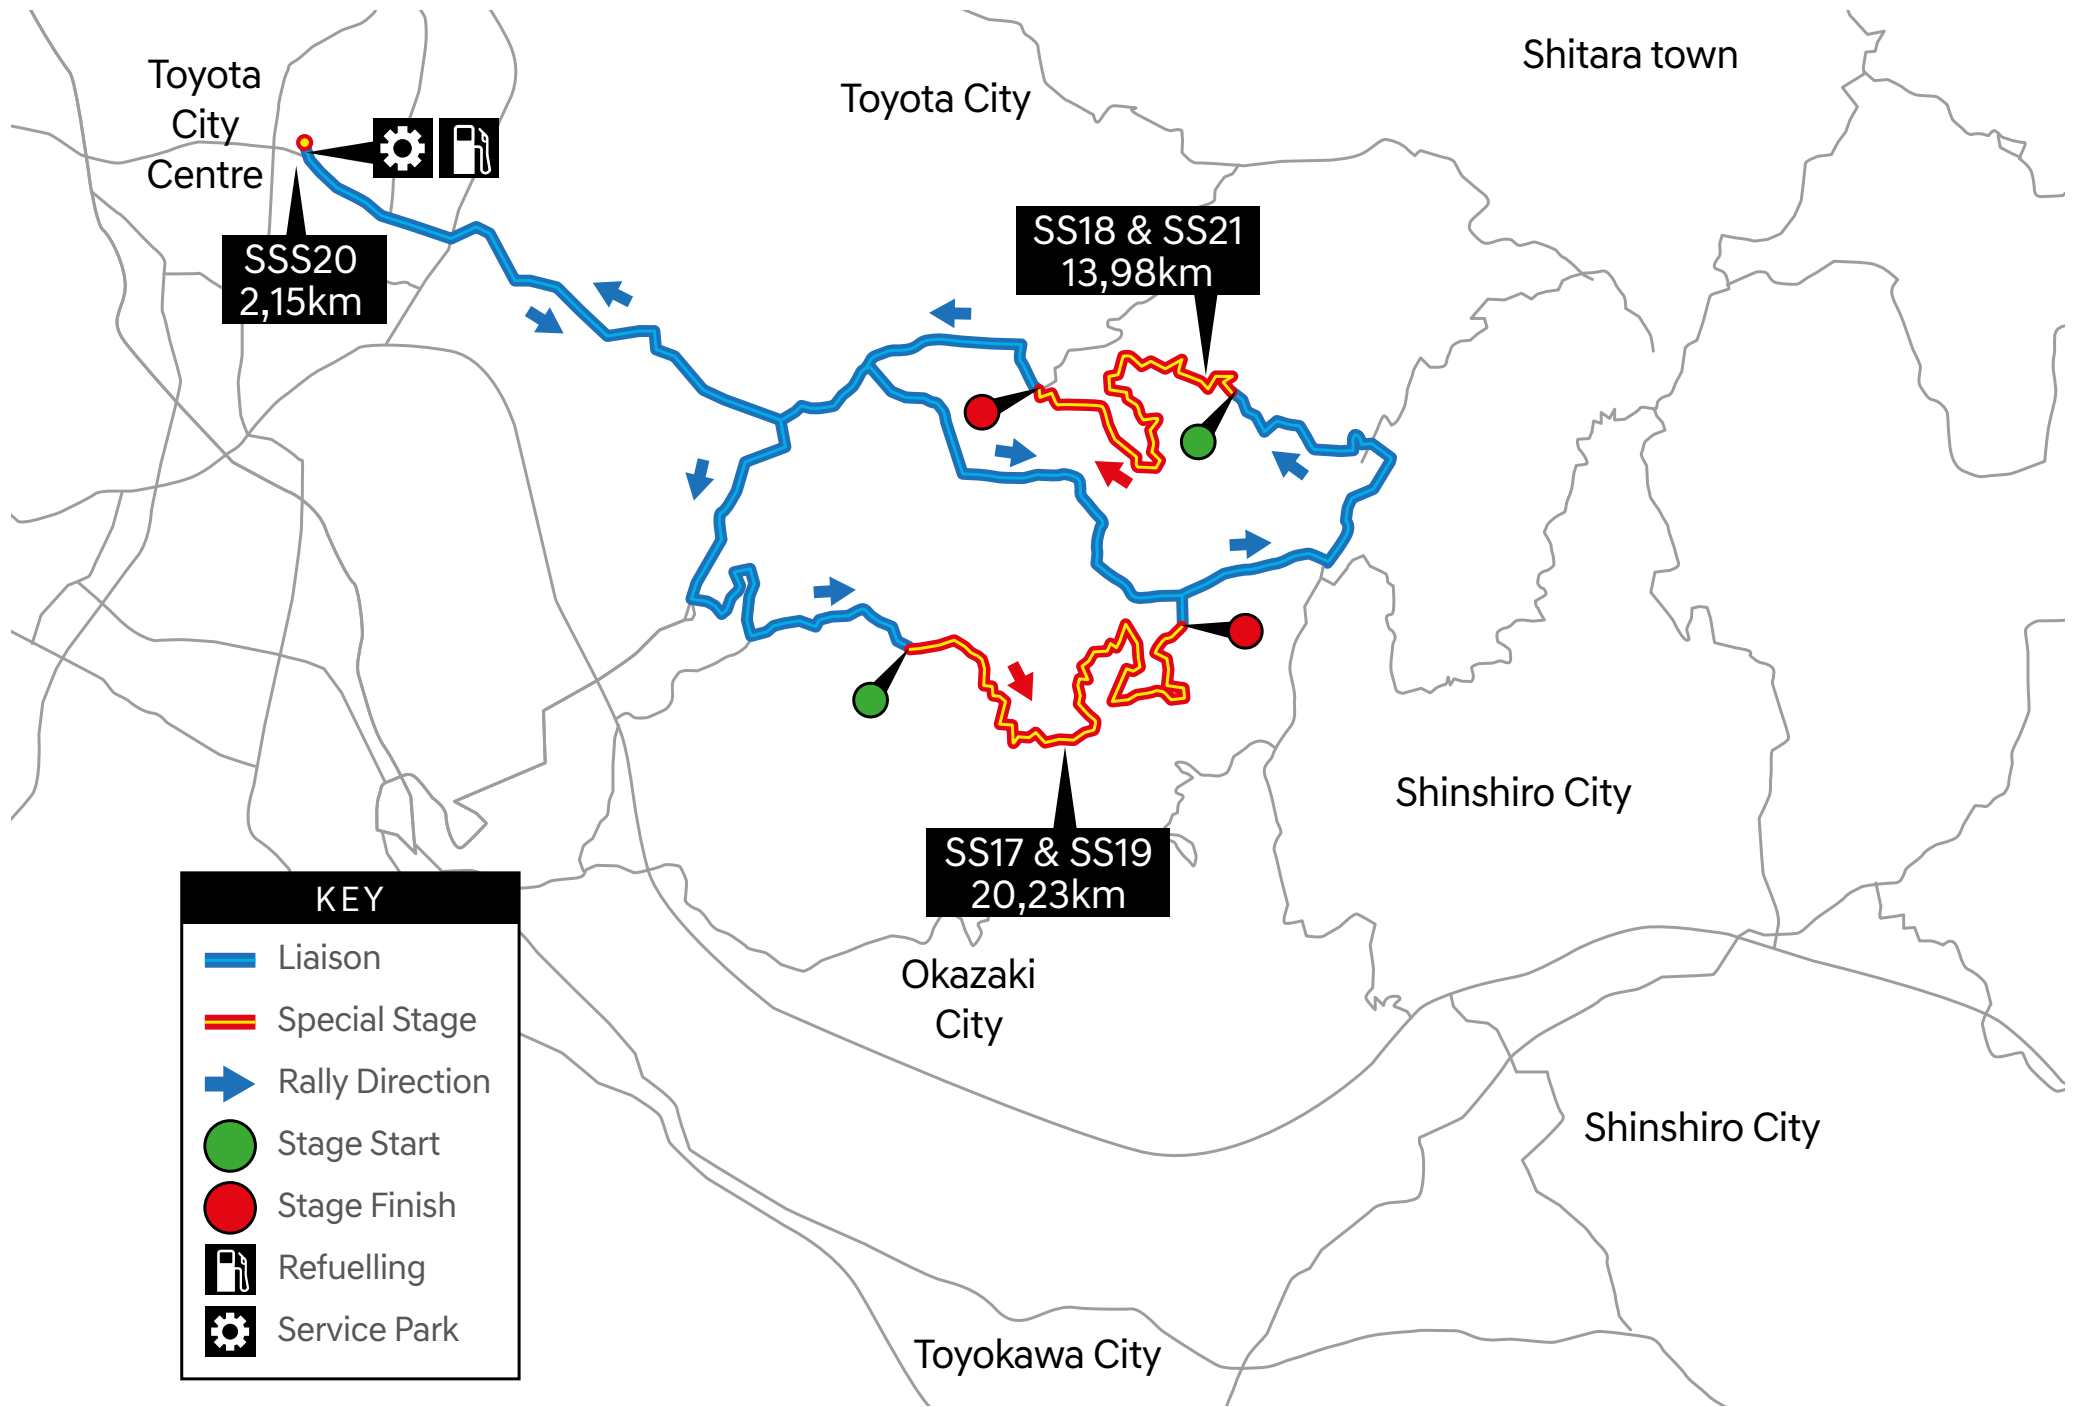 Toyota
City
Centre
Toyota City
Shitara town
SSS20
2,15km
SS18 & SS21
13,98km
SS17 & SS19
20,23km
Shinshiro City
Okazaki
City
Shinshiro City
Toyokawa City
KEY
Liaison
Special Stage
Rally Direction
Stage Start
Stage Finish
Refuelling
Service Park